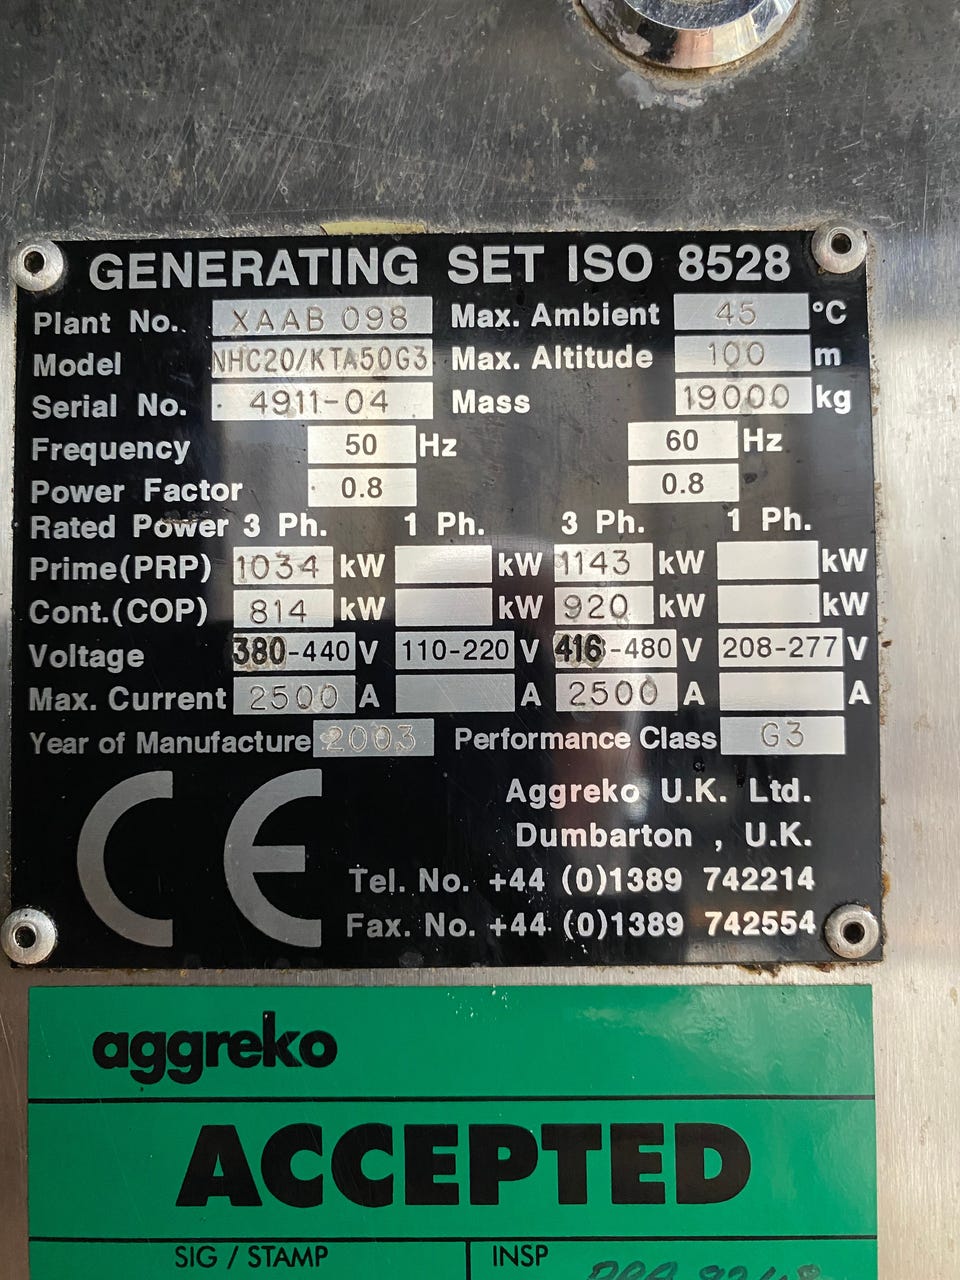 GENERATING SET ISO 8528
Plant No. XAAB 098 Max. Ambient 45 °C
Model NHC20/KTA50G3 Max. Altitude 100 m
Serial No. 4911-04 Mass 19000 kg
Frequency 50 Hz 60 Hz
Power Factor 0.8 0.8
Rated Power 3 Ph. 1 Ph. 3 Ph. 1 Ph.
Prime(PRP) 1034 kW kW 1143 kW kW
Cont.(COP) 814 kW kW 920 kW kW
Voltage 380-440 V 110-220 V 416-480 V 208-277 V
Max. Current 2500 A A 2500 A A
Year of Manufacture 2003 Performance Class G3
CE
Aggreko U.K. Ltd.
Dumbarton , U.K.
Tel. No. +44 (0)1389 742214
Fax. No. +44 (0)1389 742554
aggreko
ACCEPTED
SIG / STAMP INSP